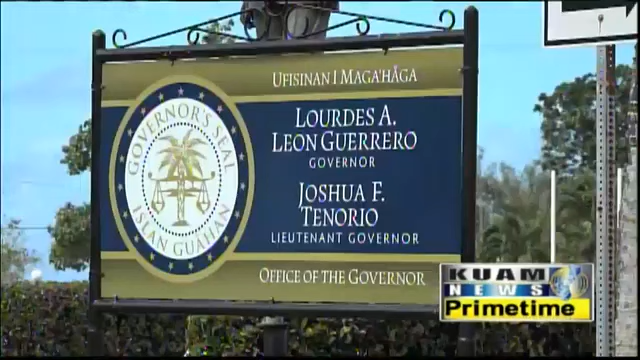 UFISINAN I MAGA'HÅGA
LOURDES A.
LEON GUERRERO
GOVERNOR
JOSHUA F.
TENORIO
LIEUTENANT GOVERNOR
OFFICE OF THE GOVERNOR
GOVERNOR'S SEAL
ISLAN GUÅHAN
KUAM
NEWS
Primetime